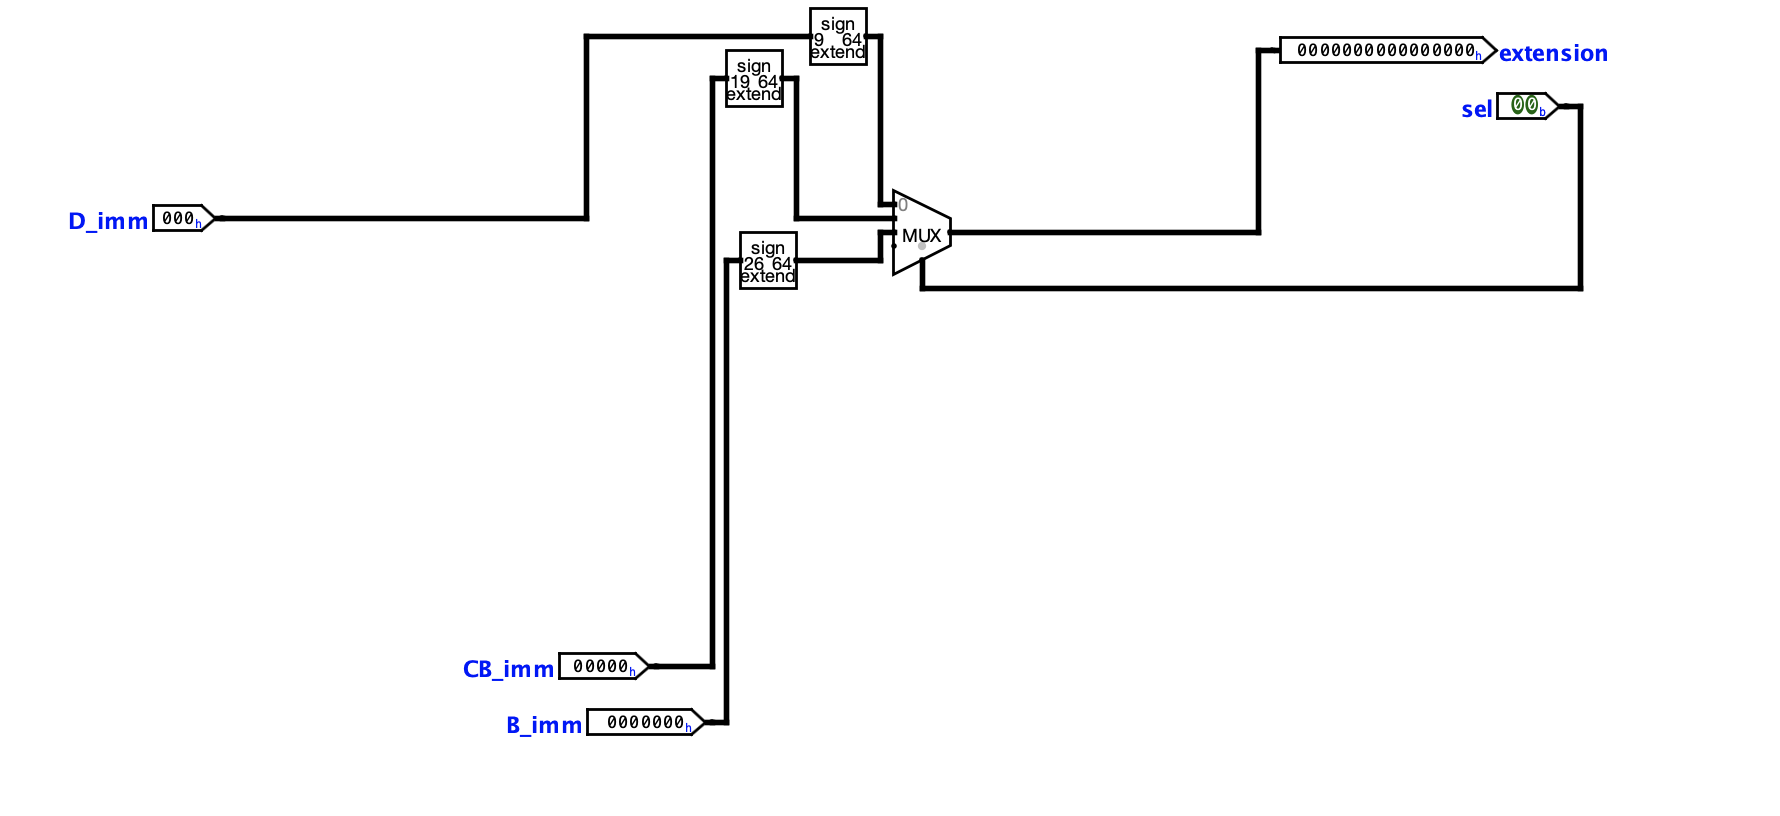 sign
9 64
extend
sign
19 64
extend
0000000000000000h
extension
sel
00b
D_imm
000h
0
MUX
sign
26 64
extend
CB_imm
00000h
B_imm
0000000h